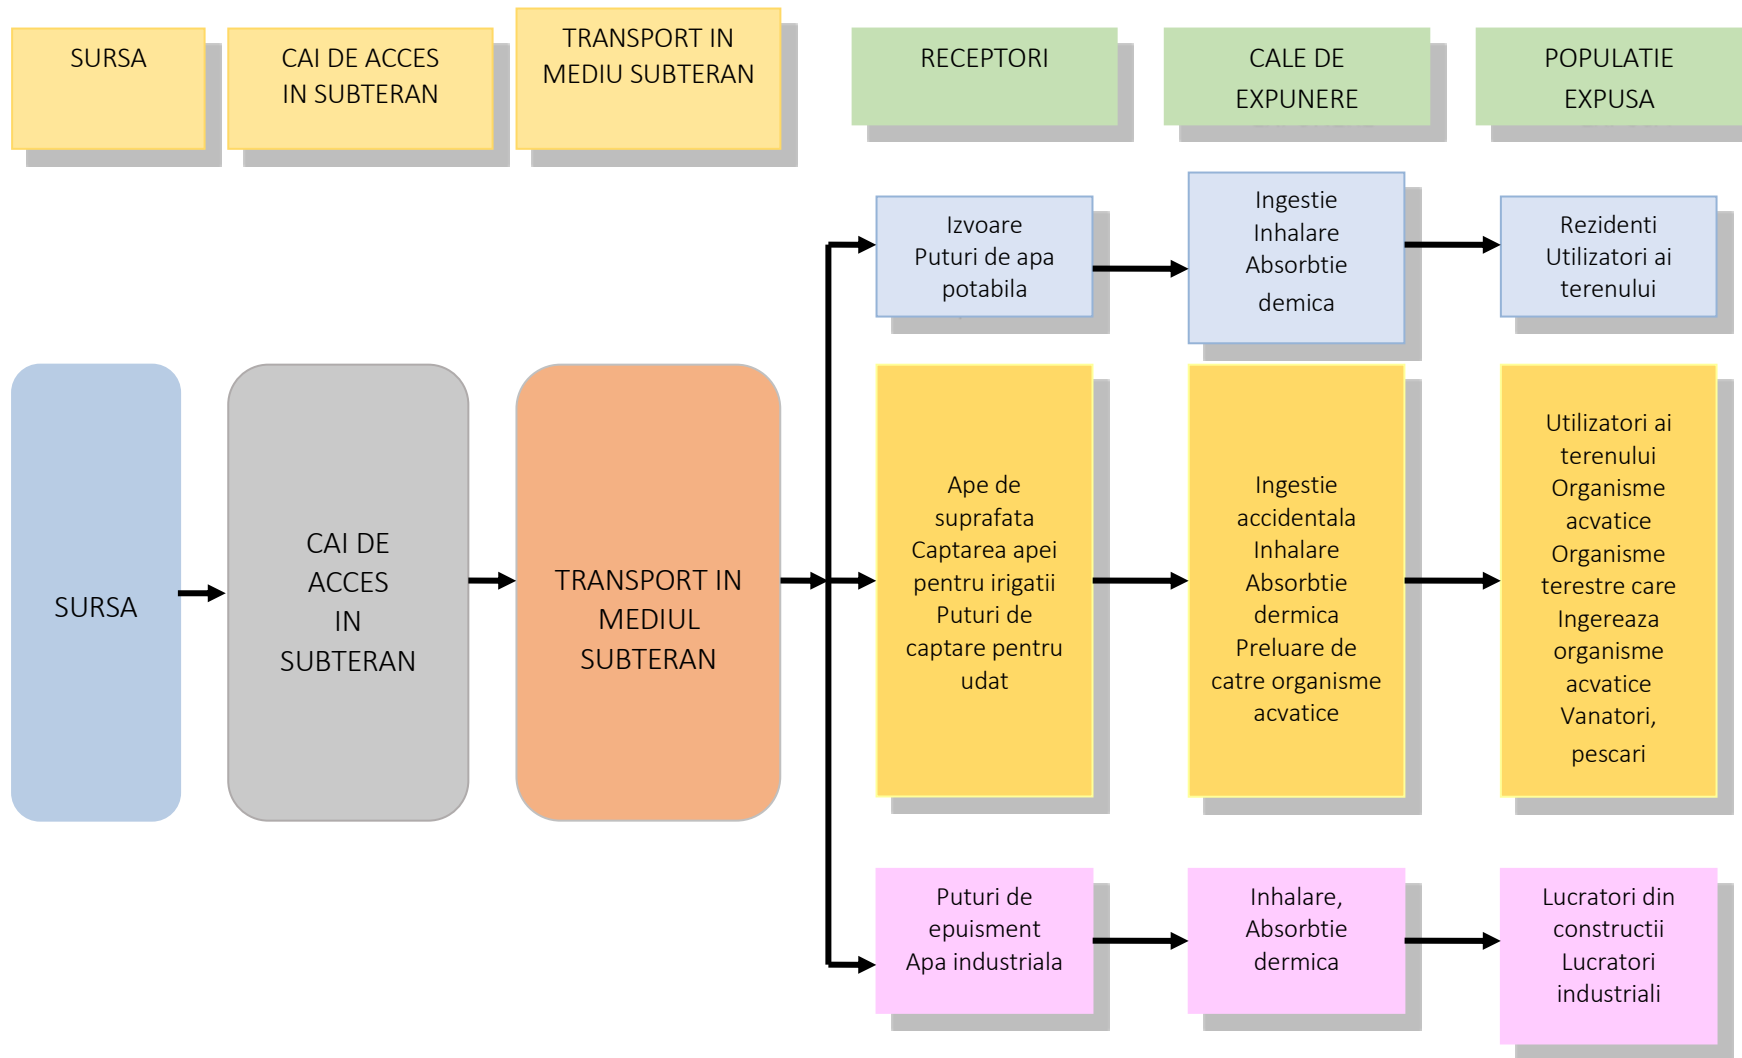 SURSA
CAI DE ACCES
IN SUBTERAN
TRANSPORT IN
MEDIU SUBTERAN
RECEPTORI
CALE DE
EXPUNERE
POPULATIE
EXPUSA
Izvoare
Puturi de apa
potabila
Ingestie
Inhalare
Absorbtie
demica
Rezidenti
Utilizatori ai
terenului
SURSA
CAI DE
ACCES
IN
SUBTERAN
TRANSPORT IN
MEDIUL
SUBTERAN
Ape de
suprafata
Captarea apei
pentru irigatii
Puturi de
captare pentru
udat
Ingestie
accidentala
Inhalare
Absorbtie
dermica
Preluare de
catre organisme
acvatice
Utilizatori ai
terenului
Organisme
acvatice
Organisme
terestre care
Ingereaza
organisme
acvatice
Vanatori,
pescari
Puturi de
epuisment
Apa industriala
Inhalare,
Absorbtie
dermica
Lucratori din
constructii
Lucratori
industriali